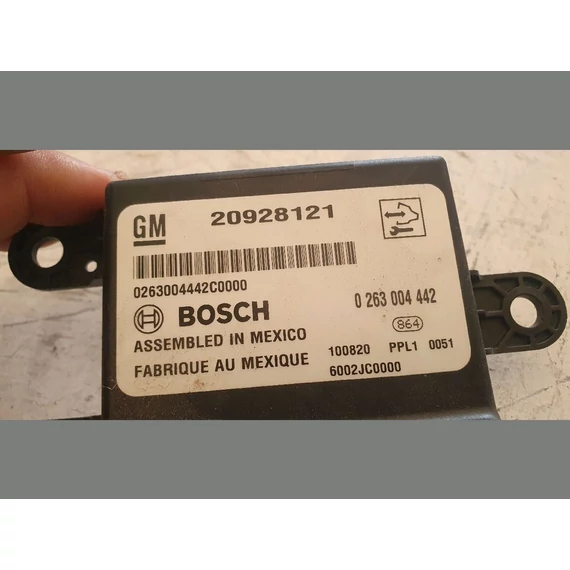 GM 20928121
0263004442C0000
BOSCH 0 263 004 442
ASSEMBLED IN MEXICO 864
FABRIQUE AU MEXIQUE 100820 PPL1 0051
6002JC0000